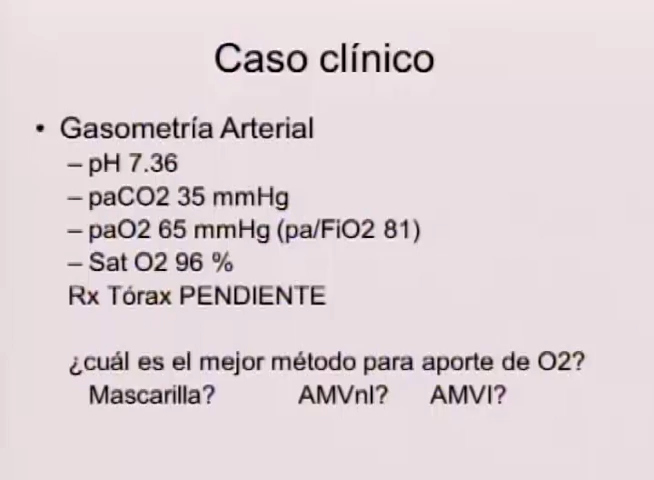 Caso clínico
• Gasometría Arterial
– pH 7.36
– paCO2 35 mmHg
– paO2 65 mmHg (pa/FiO2 81)
– Sat O2 96 %
Rx Tórax PENDIENTE
¿cuál es el mejor método para aporte de O2?
Mascarilla? AMVnI? AMVI?